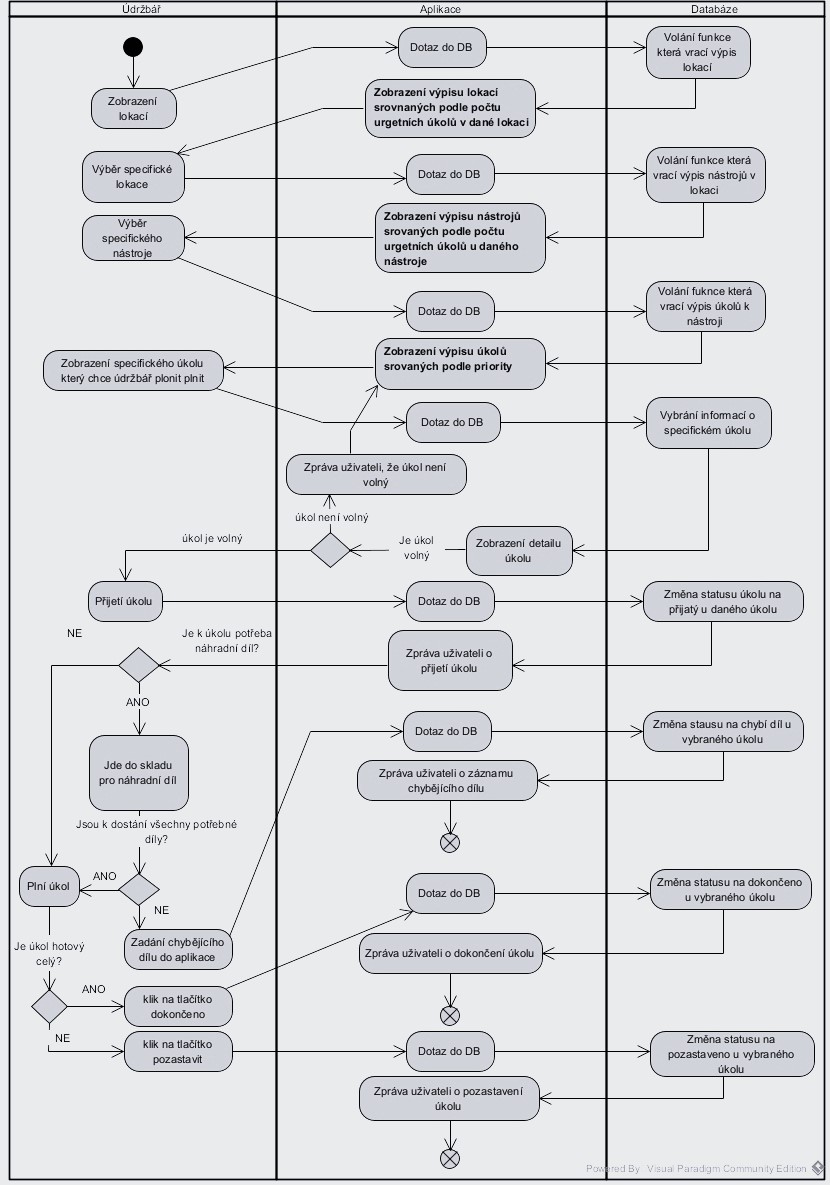 Údržbář
Aplikace
Databáze
Dotaz do DB
Volání funkce
která vrací výpis
lokací
Zobrazení
lokací
Zobrazení výpisu lokací
srovnaných podle počtu
urgetních úkolů v dané lokaci
Výběr specifické
lokace
Dotaz do DB
Volání funkce která
vrací výpis nástrojů v
lokaci
Výběr
specifického
nástroje
Zobrazení výpisu nástrojů
srovaných podle počtu
urgetních úkolů u daného
nástroje
Dotaz do DB
Volání fuknce která
vrací výpis úkolů k
nástroji
Zobrazení specifického úkolu
který chce údržbář plonit plnit
Zobrazení výpisu úkolů
srovaných podle priority
Dotaz do DB
Vybrání informací o
specifickém úkolu
Zpráva uživateli, že úkol není
volný
úkol není volný
úkol je volný
Je úkol
volný
Zobrazení detailu
úkolu
Přijetí úkolu
Dotaz do DB
Změna statusu úkolu na
přijatý u daného úkolu
NE
Je k úkolu potřeba
náhradní díl?
Zpráva uživateli o
přijetí úkolu
ANO
Jde do skladu
pro náhradní díl
Dotaz do DB
Změna stausu na chybí díl u
vybraného úkolu
Zpráva uživateli o záznamu
chybějícího dílu
Jsou k dostání všechny potřebné
díly?
Plní úkol
ANO
NE
Dotaz do DB
Změna statusu na dokončeno
u vybraného úkolu
Zadání chybějícího
dílu do aplikace
Zpráva uživateli o dokončení úkolu
Je úkol hotový
celý?
ANO
klik na tlačítko
dokončeno
NE
klik na tlačítko
pozastavit
Dotaz do DB
Změna statusu na
pozastaveno u vybraného
úkolu
Zpráva uživateli o pozastavení
úkolu
Powered By Visual Paradigm Community Edition